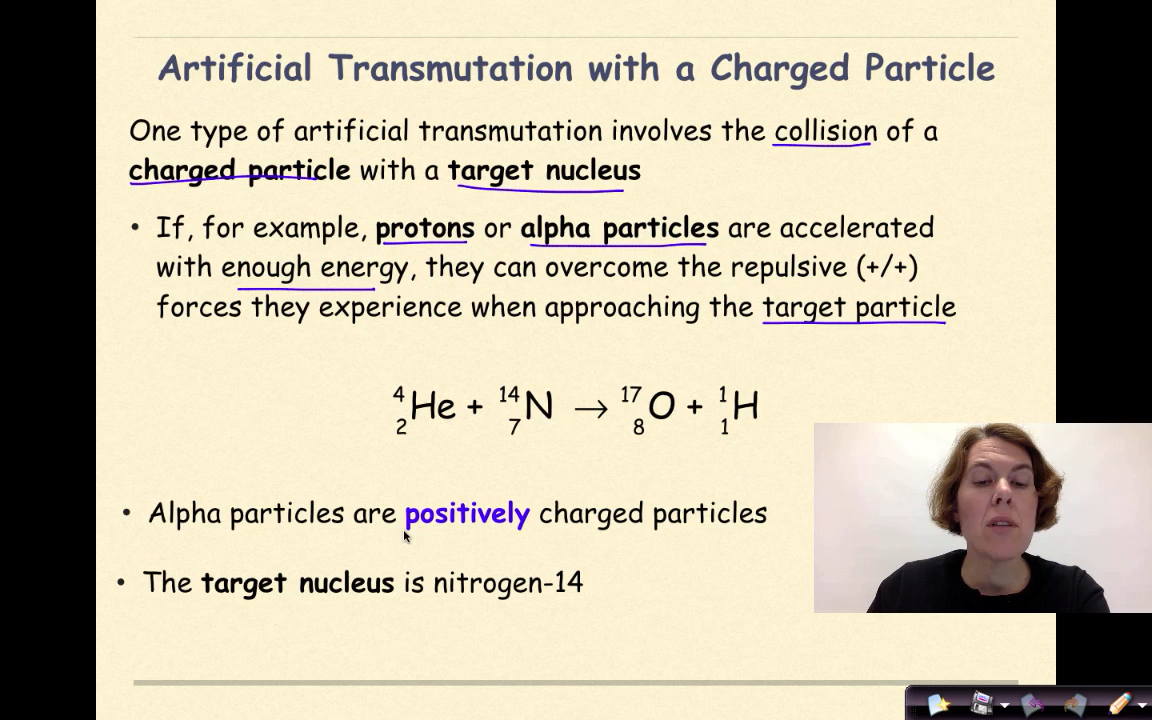 Artificial Transmutation with a Charged Particle
One type of artificial transmutation involves the collision of a
charged particle with a target nucleus
• If, for example, protons or alpha particles are accelerated
with enough energy, they can overcome the repulsive (+/+)
forces they experience when approaching the target particle
⁴₂He + ¹⁴₇N → ¹⁷₈O + ¹₁H
• Alpha particles are positively charged particles
• The target nucleus is nitrogen-14